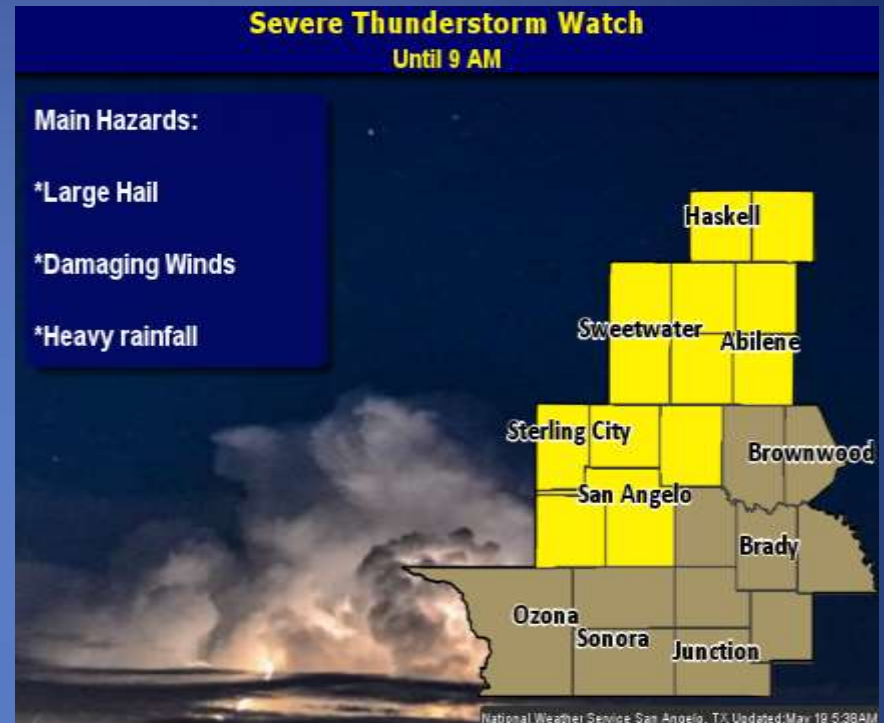 Severe Thunderstorm Watch
Until 9 AM
Main Hazards:
*Large Hail
*Damaging Winds
*Heavy rainfall
Haskell
Sweetwater
Abilene
Sterling City
Brownwood
San Angelo
Brady
Ozona
Sonora
Junction
National Weather Service San Angelo, TX Updated:May 19 5:38AM